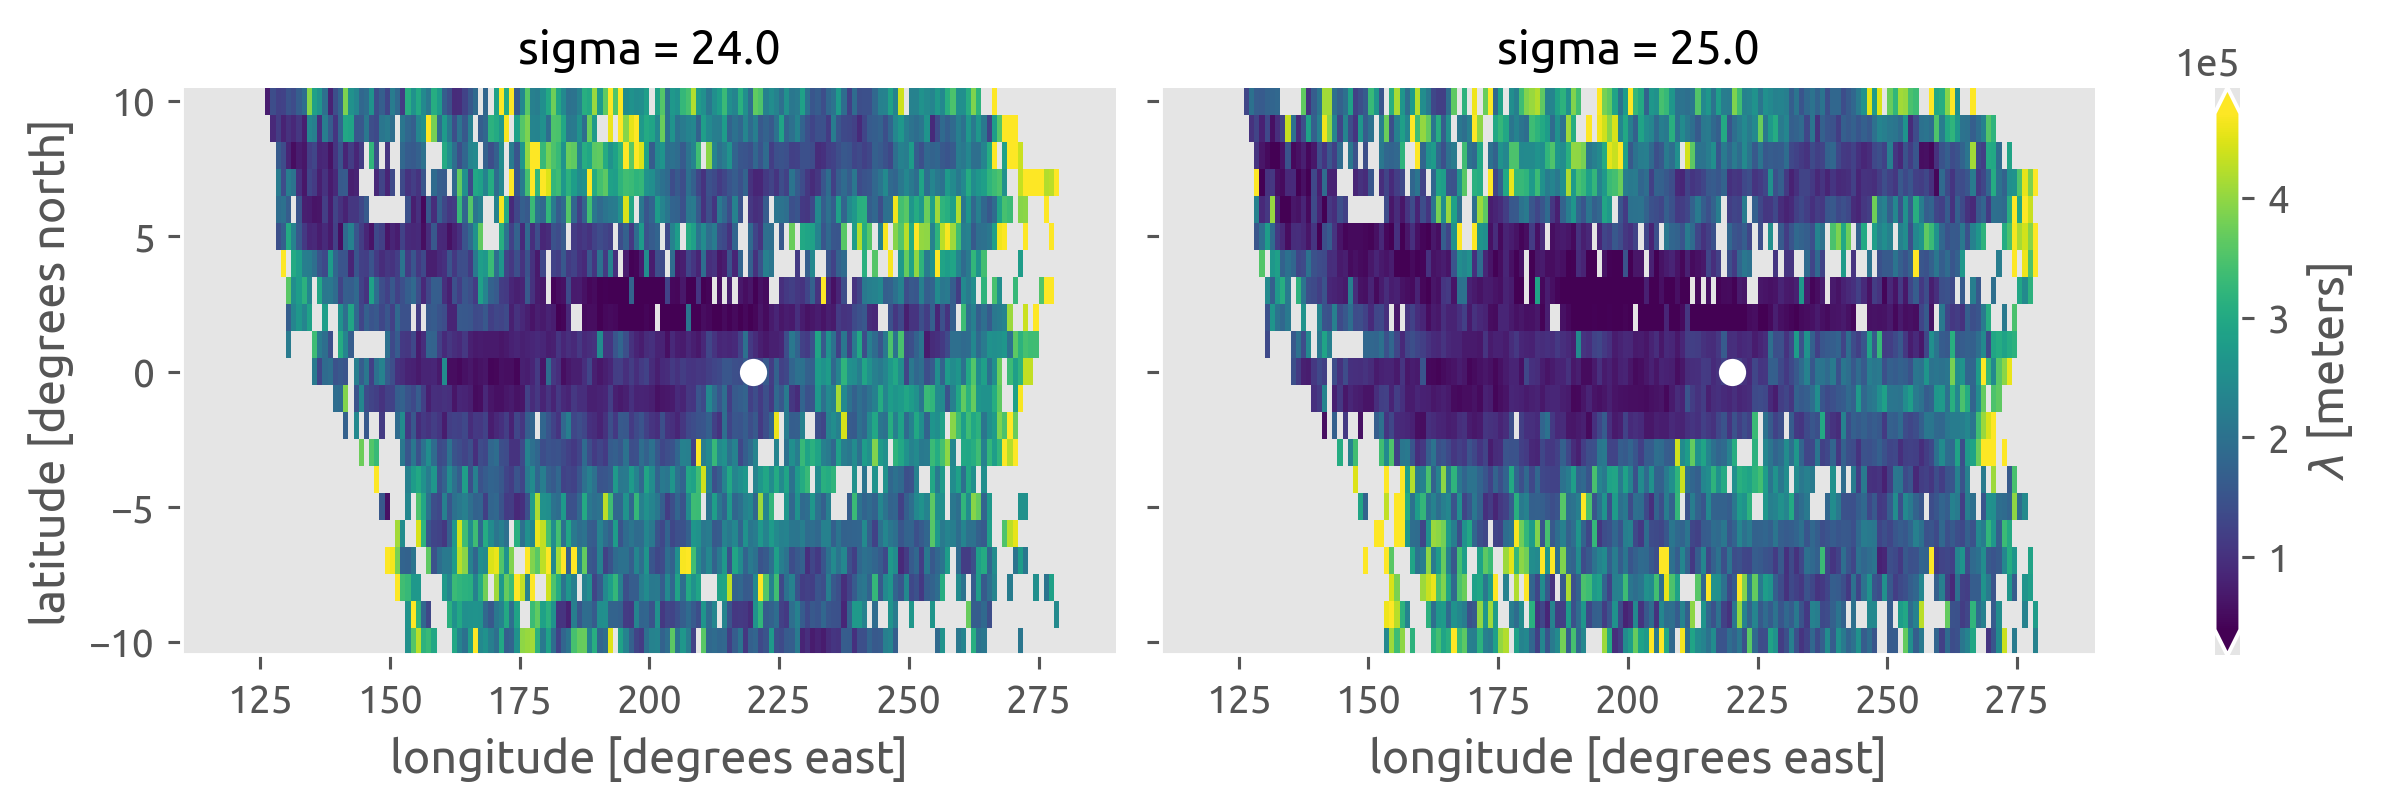 sigma = 24.0
sigma = 25.0
1e5
10
5
0
−5
−10
latitude [degrees north]
125 150 175 200 225 250 275
125 150 175 200 225 250 275
longitude [degrees east]
longitude [degrees east]
4
3
2
1
λ [meters]